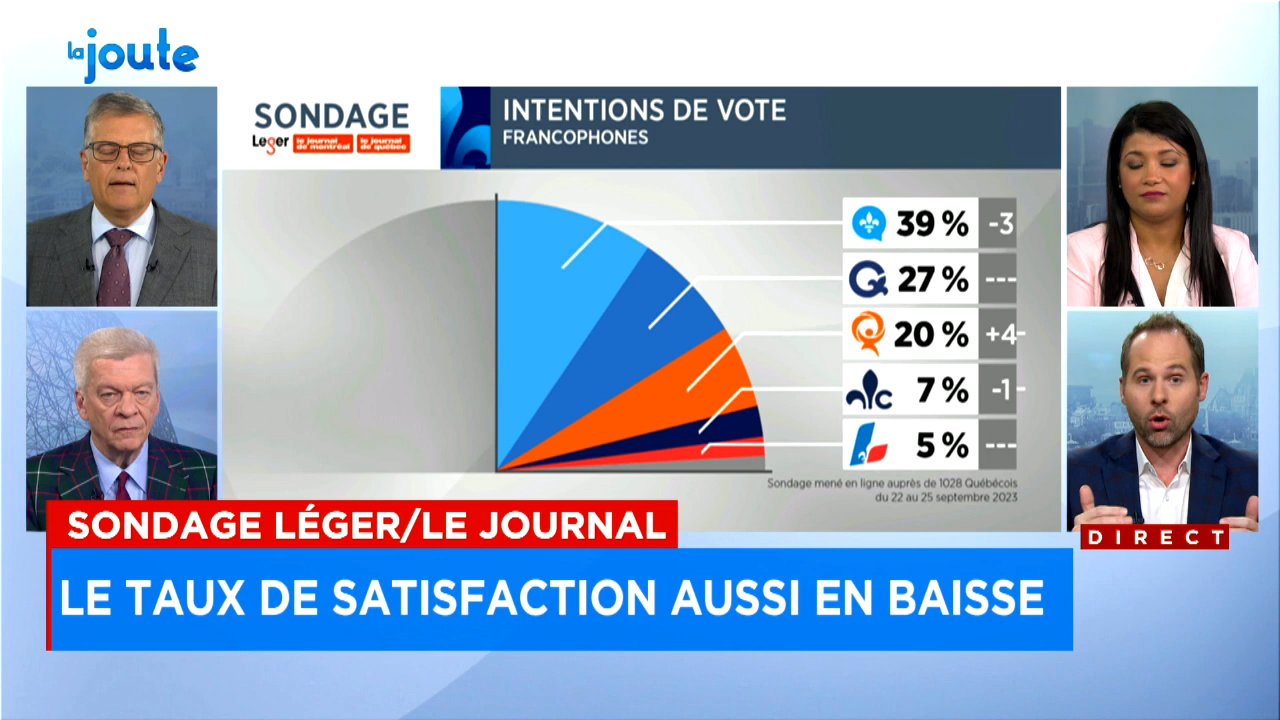 la joute
SONDAGE
Leger le journal de montréal le journal de québec
INTENTIONS DE VOTE
FRANCOPHONES
39 % -3
27 % ---
20 % +4-
C 7 % -1 -
5 % ---
Sondage mené en ligne auprès de 1028 Québécois
du 22 au 25 septembre 2023
SONDAGE LÉGER/LE JOURNAL
DIRECT
LE TAUX DE SATISFACTION AUSSI EN BAISSE